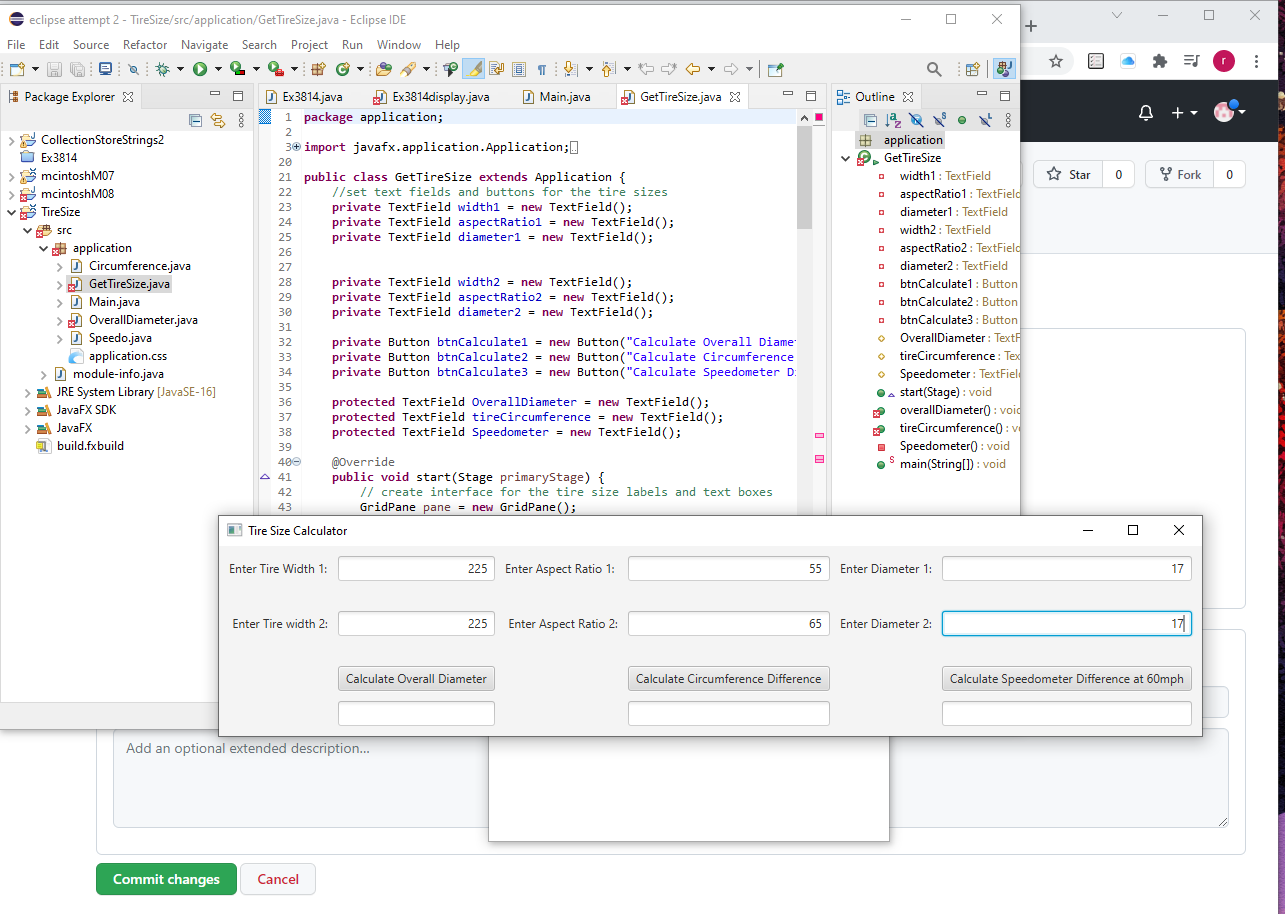 eclipse attempt 2 - TireSize/src/application/GetTireSize.java - Eclipse IDE
File Edit Source Refactor Navigate Search Project Run Window Help
Package Explorer
CollectionStoreStrings2
Ex3814
mcintoshM07
mcintoshM08
TireSize
src
application
Circumference.java
GetTireSize.java
Main.java
OverallDiameter.java
Speedo.java
application.css
module-info.java
JRE System Library [JavaSE-16]
JavaFX SDK
JavaFX
build.fxbuild
Ex3814.java Ex3814display.java Main.java GetTireSize.java
1 package application;
2
3 import javafx.application.Application;
20
21 public class GetTireSize extends Application {
22 //set text fields and buttons for the tire sizes
23 private TextField width1 = new TextField();
24 private TextField aspectRatio1 = new TextField();
25 private TextField diameter1 = new TextField();
26
27
28 private TextField width2 = new TextField();
29 private TextField aspectRatio2 = new TextField();
30 private TextField diameter2 = new TextField();
31
32 private Button btnCalculate1 = new Button("Calculate Overall Diamet
33 private Button btnCalculate2 = new Button("Calculate Circumference
34 private Button btnCalculate3 = new Button("Calculate Speedometer Di
35
36 protected TextField OverallDiameter = new TextField();
37 protected TextField tireCircumference = new TextField();
38 protected TextField Speedometer = new TextField();
39
40 @Override
41 public void start(Stage primaryStage) {
42 // create interface for the tire size labels and text boxes
43 GridPane pane = new GridPane();
Outline
application
GetTireSize
width1 : TextField
aspectRatio1 : TextField
diameter1 : TextField
width2 : TextField
aspectRatio2 : TextField
diameter2 : TextField
btnCalculate1 : Button
btnCalculate2 : Button
btnCalculate3 : Button
OverallDiameter : TextF
tireCircumference : Tex
Speedometer : TextField
start(Stage) : void
overallDiameter() : void
tireCircumference() : vo
Speedometer() : void
main(String[]) : void
r
Star 0 Fork 0
Tire Size Calculator
Enter Tire Width 1: 225 Enter Aspect Ratio 1: 55 Enter Diameter 1: 17
Enter Tire width 2: 225 Enter Aspect Ratio 2: 65 Enter Diameter 2: 17
Calculate Overall Diameter Calculate Circumference Difference Calculate Speedometer Difference at 60mph
Add an optional extended description...
Commit changes Cancel